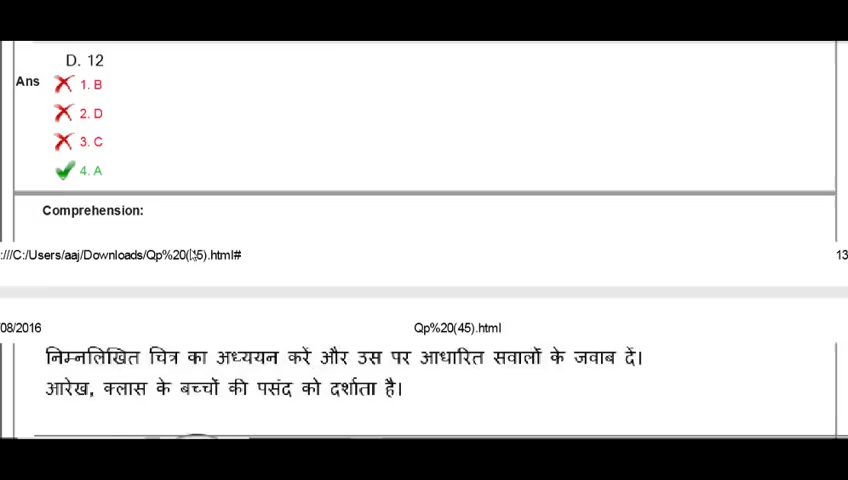 D. 12
Ans
1. B
2. D
3. C
4. A
Comprehension:
:///C:/Users/aaj/Downloads/Qp%20(45).html# 13
08/2016 Qp%20(45).html
निम्नलिखित चित्र का अध्ययन करें और उस पर आधारित सवालों के जवाब दें।
आरेख, क्लास के बच्चों की पसंद को दर्शाता है।